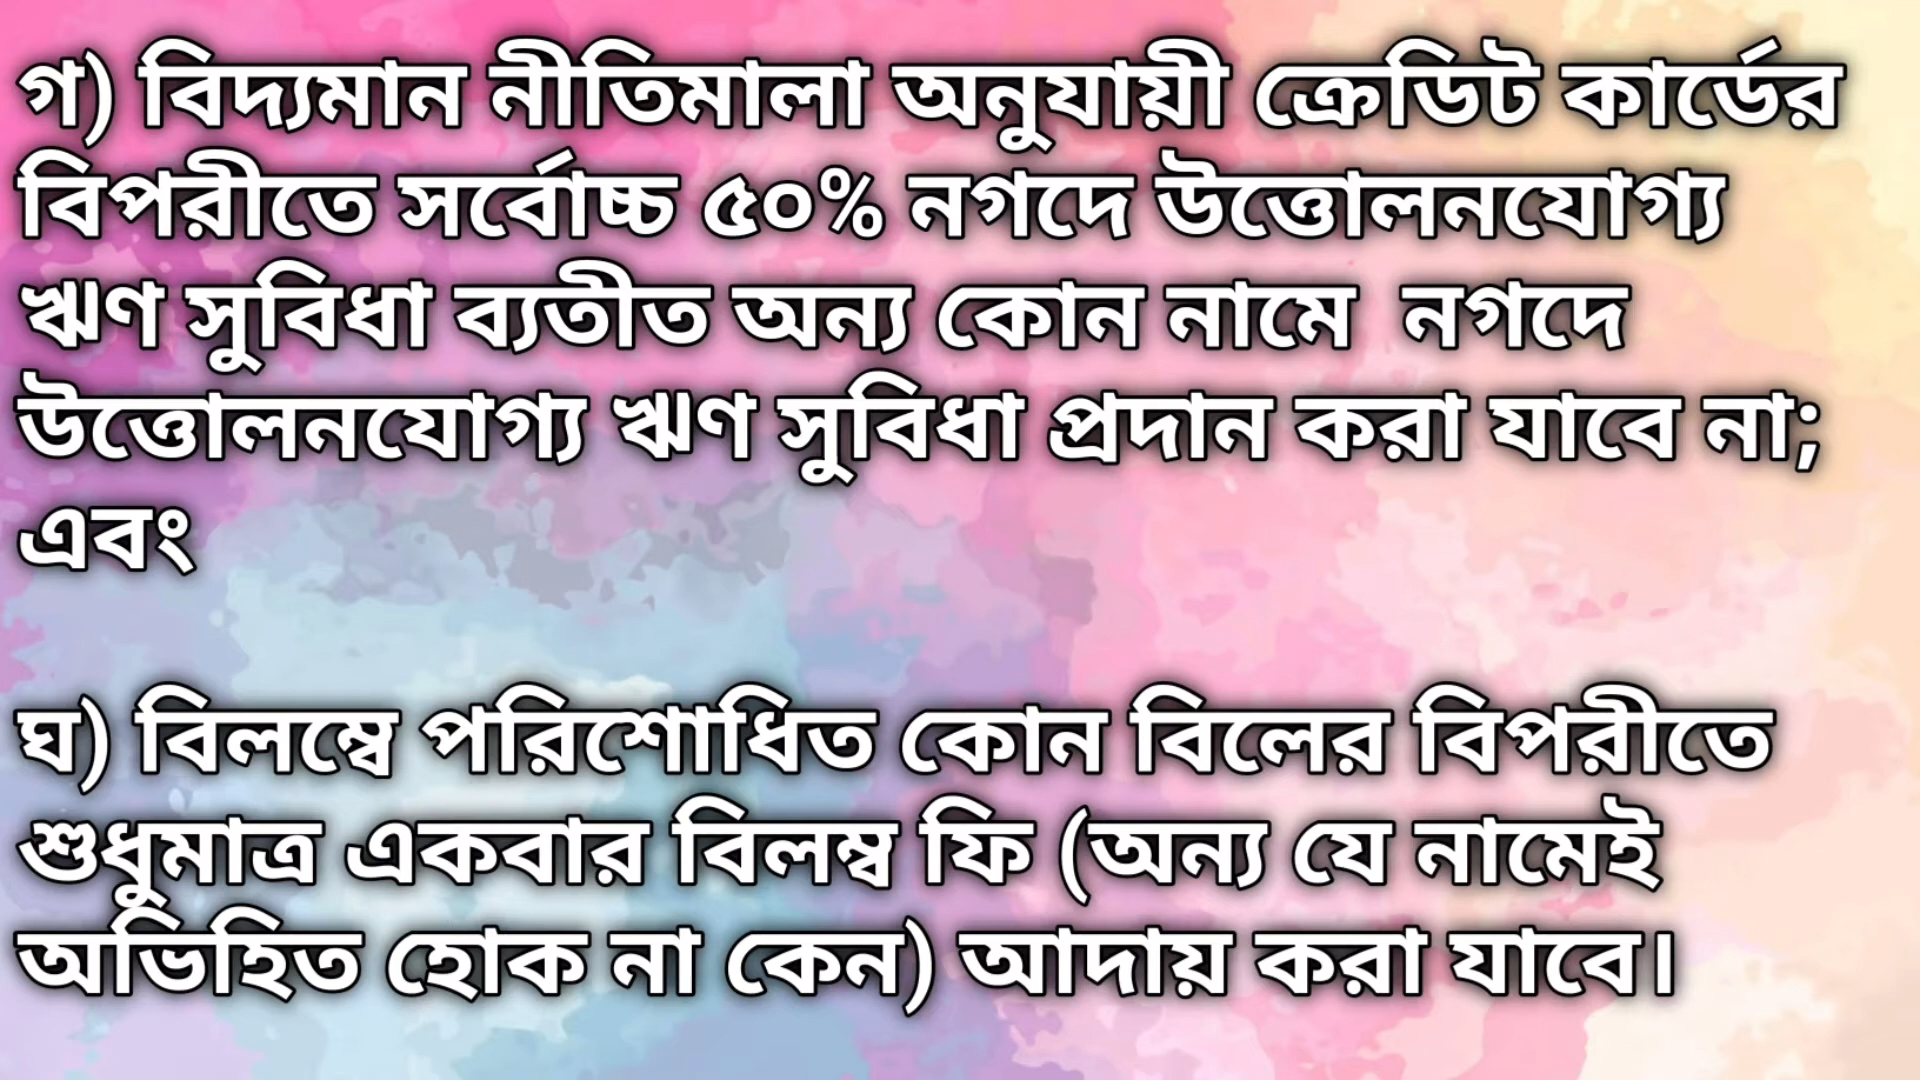 গ) বিদ্যমান নীতিমালা অনুযায়ী ক্রেডিট কার্ডের
বিপরীতে সর্বোচ্চ ৫০% নগদে উত্তোলনযোগ্য
ঋণ সুবিধা ব্যতীত অন্য কোন নামে  নগদে
উত্তোলনযোগ্য ঋণ সুবিধা প্রদান করা যাবে না;
এবং
ঘ) বিলম্বে পরিশোধিত কোন বিলের বিপরীতে
শুধুমাত্র একবার বিলম্ব ফি (অন্য যে নামেই
অভিহিত হোক না কেন) আদায় করা যাবে।